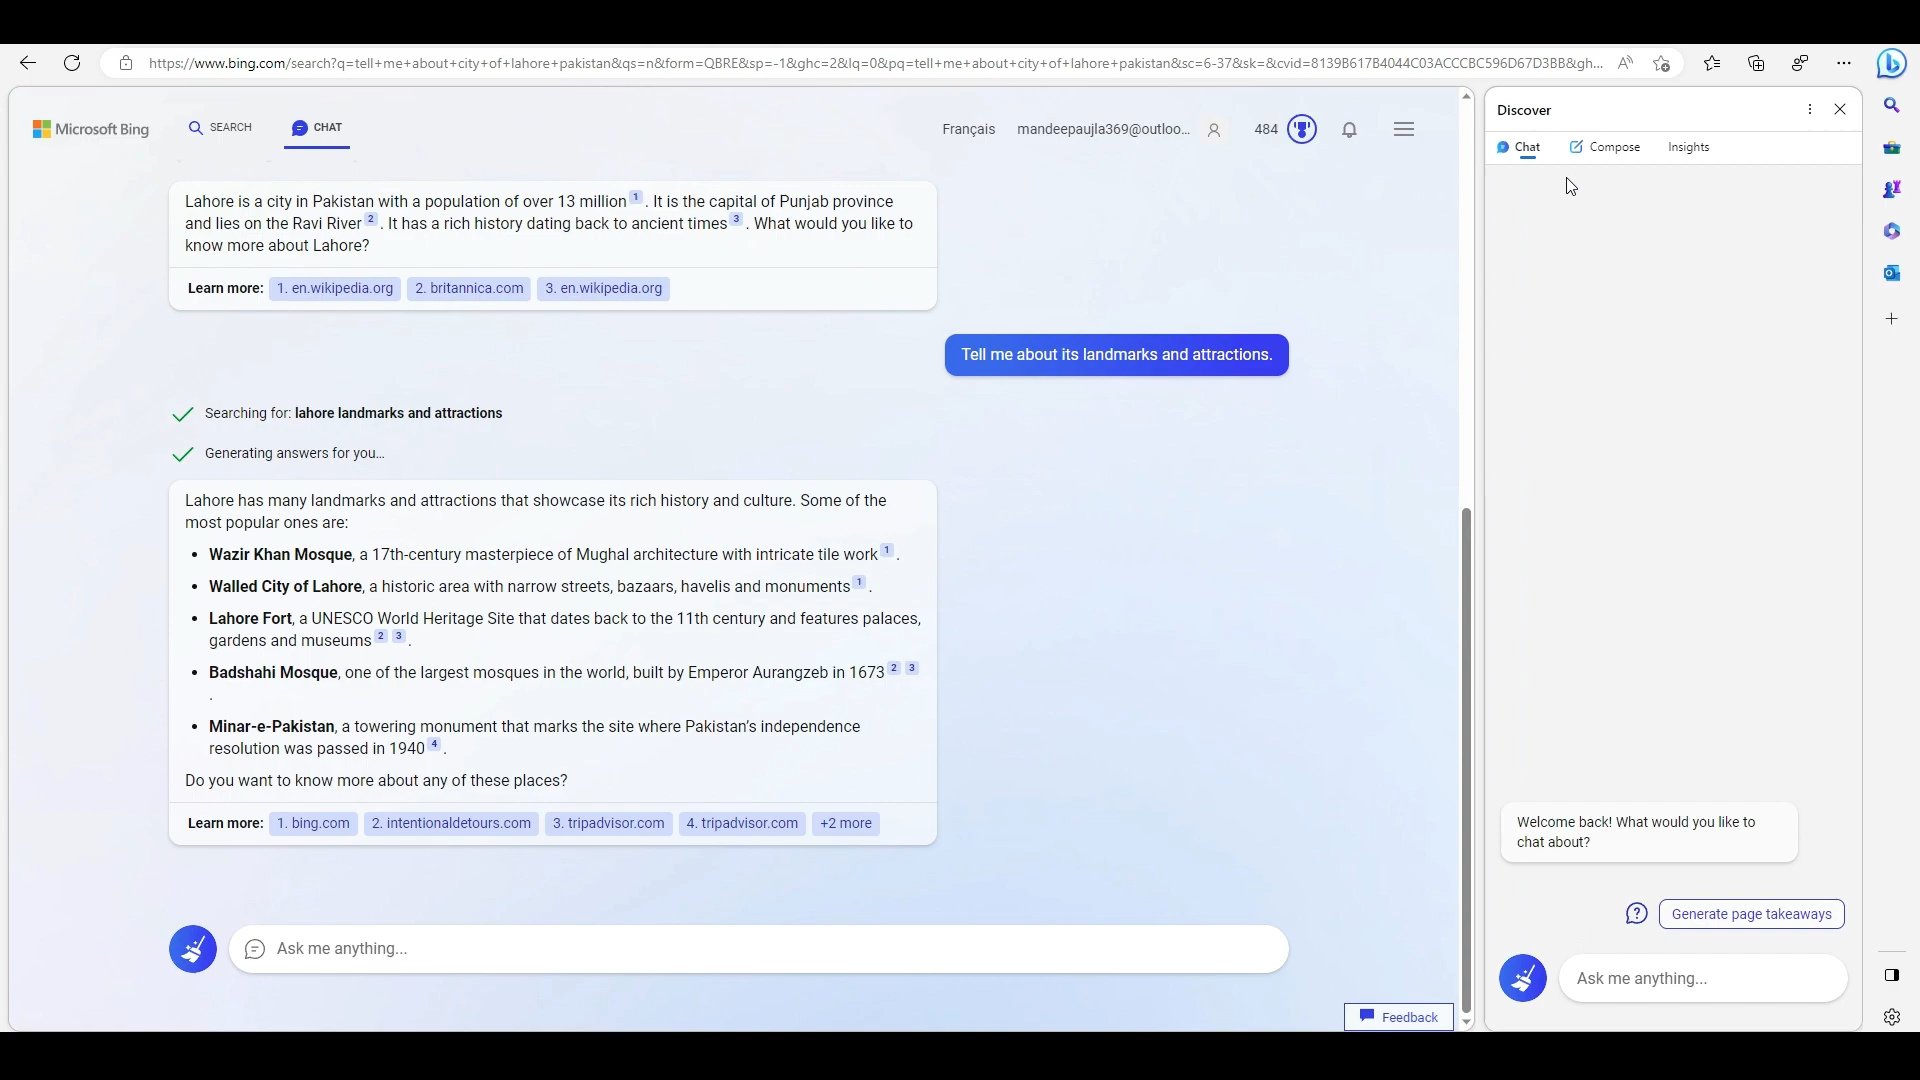 https://www.bing.com/search?q=tell+me+about+city+of+lahore+pakistan&qs=n&form=QBRE&sp=-1&ghc=2&lq=0&pq=tell+me+about+city+of+lahore+pakistan&sc=6-37&sk=&cvid=8139B617B4044C03ACCCBC596D67D3BB&gh...
Microsoft Bing
SEARCH
CHAT
Français
mandeepaujla369@outloo...
484
Lahore is a city in Pakistan with a population of over 13 million 1 . It is the capital of Punjab province
and lies on the Ravi River 2 . It has a rich history dating back to ancient times 3 . What would you like to
know more about Lahore?
Learn more: 1. en.wikipedia.org 2. britannica.com 3. en.wikipedia.org
Tell me about its landmarks and attractions.
Searching for: lahore landmarks and attractions
Generating answers for you...
Lahore has many landmarks and attractions that showcase its rich history and culture. Some of the
most popular ones are:
• Wazir Khan Mosque, a 17th-century masterpiece of Mughal architecture with intricate tile work 1 .
• Walled City of Lahore, a historic area with narrow streets, bazaars, havelis and monuments 1 .
• Lahore Fort, a UNESCO World Heritage Site that dates back to the 11th century and features palaces,
gardens and museums 2 3 .
• Badshahi Mosque, one of the largest mosques in the world, built by Emperor Aurangzeb in 1673 2 3
.
• Minar-e-Pakistan, a towering monument that marks the site where Pakistan's independence
resolution was passed in 1940 4 .
Do you want to know more about any of these places?
Learn more: 1. bing.com 2. intentionaldetours.com 3. tripadvisor.com 4. tripadvisor.com +2 more
Ask me anything...
Feedback
Discover
Chat
Compose
Insights
Welcome back! What would you like to
chat about?
Generate page takeaways
Ask me anything...